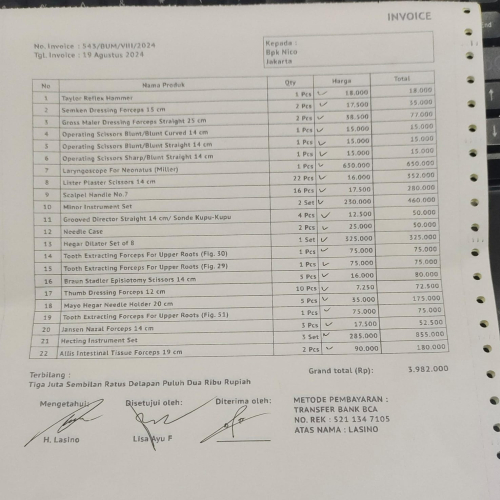 INVOICE
No. Invoice : 543/BUM/VIII/2024
Tgl. Invoice : 19 Agustus 2024
Kepada :
Bpk Nico
Jakarta
No Nama Produk Qty Harga Total
1 Taylor Reflex Hammer 1 Pcs 18.000 18.000
2 Semken Dressing Forceps 15 cm 2 Pcs 17.500 35.000
3 Gross Maier Dressing Forceps Straight 25 cm 2 Pcs 38.500 77.000
4 Operating Scissors Blunt/Blunt Curved 14 cm 1 Pcs 15.000 15.000
5 Operating Scissors Blunt/Blunt Straight 14 cm 1 Pcs 15.000 15.000
6 Operating Scissors Sharp/Blunt Straight 14 cm 1 Pcs 15.000 15.000
7 Laryngoscope For Neonatus (Miller) 1 Pcs 650.000 650.000
8 Lister Plaster Scissors 14 cm 22 Pcs 16.000 352.000
9 Scalpel Handle No.7 16 Pcs 17.500 280.000
10 Minor Instrument Set 2 Set 230.000 460.000
11 Grooved Director Straight 14 cm/ Sonde Kupu-Kupu 4 Pcs 12.500 50.000
12 Needle Case 2 Pcs 25.000 50.000
13 Hegar Dilator Set of 8 1 Set 325.000 325.000
14 Tooth Extracting Forceps For Upper Roots (Fig. 30) 1 Pcs 75.000 75.000
15 Tooth Extracting Forceps For Upper Roots (Fig. 29) 1 Pcs 75.000 75.000
16 Braun Stadler Episiotomy Scissors 14 cm 5 Pcs 16.000 80.000
17 Thumb Dressing Forceps 12 cm 10 Pcs 7.250 72.500
18 Mayo Hegar Needle Holder 20 cm 5 Pcs 35.000 175.000
19 Tooth Extracting Forceps For Upper Roots (Fig. 51) 1 Pcs 75.000 75.000
20 Jansen Nazal Forceps 14 cm 3 Pcs 17.500 52.500
21 Hecting Instrument Set 3 Set 285.000 855.000
22 Allis Intestinal Tissue Forceps 19 cm 2 Pcs 90.000 180.000
Grand total (Rp): 3.982.000
Terbilang :
Tiga Juta Sembilan Ratus Delapan Puluh Dua Ribu Rupiah
Mengetahui: Disetujui oleh: Diterima oleh:
H. Lasino Lisa Ayu F
METODE PEMBAYARAN :
TRANSFER BANK BCA
NO. REK : 521 134 7105
ATAS NAMA : LASINO